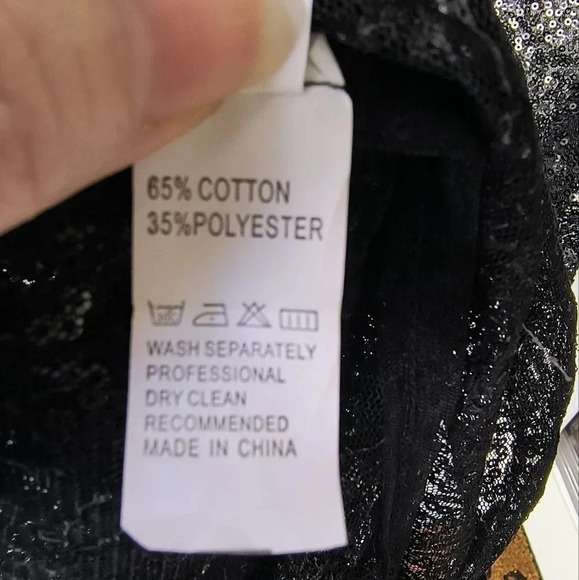 65% COTTON
35%POLYESTER
WASH SEPARATELY
PROFESSIONAL
DRY CLEAN
RECOMMENDED
MADE IN CHINA